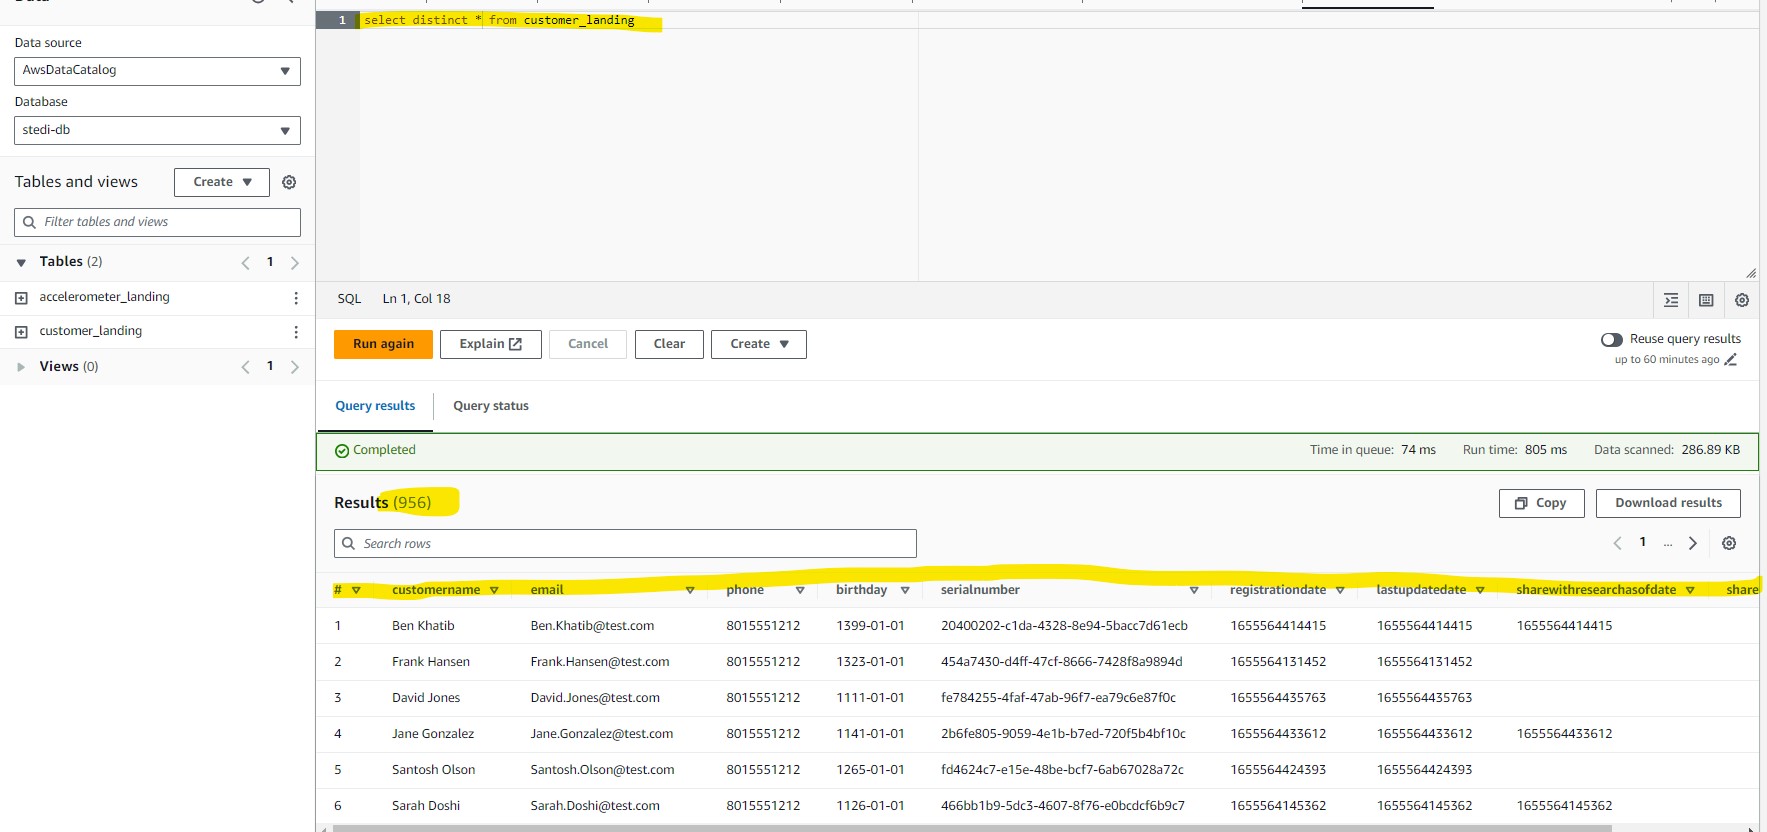 Data source
AwsDataCatalog
Database
stedi-db
Tables and views
Create
Filter tables and views
Tables (2)
1
accelerometer_landing
customer_landing
Views (0)
1
1 select distinct * from customer_landing
SQL Ln 1, Col 18
Run again Explain Cancel Clear Create
Reuse query results
up to 60 minutes ago
Query results Query status
Completed Time in queue: 74 ms Run time: 805 ms Data scanned: 286.89 KB
Results (956) Copy Download results
Search rows 1 ...
# customername email phone birthday serialnumber registrationdate lastupdatedate sharewithresearchasofdate share
1 Ben Khatib Ben.Khatib@test.com 8015551212 1399-01-01 20400202-c1da-4328-8e94-5bacc7d61ecb 1655564414415 1655564414415 1655564414415
2 Frank Hansen Frank.Hansen@test.com 8015551212 1323-01-01 454a7430-d4ff-47cf-8666-7428f8a9894d 1655564131452 1655564131452
3 David Jones David.Jones@test.com 8015551212 1111-01-01 fe784255-4faf-47ab-96f7-ea79c6e87f0c 1655564435763 1655564435763
4 Jane Gonzalez Jane.Gonzalez@test.com 8015551212 1141-01-01 2b6fe805-9059-4e1b-b7ed-720f5b4bf10c 1655564433612 1655564433612 1655564433612
5 Santosh Olson Santosh.Olson@test.com 8015551212 1265-01-01 fd4624c7-e15e-48be-bcf7-6ab67028a72c 1655564424393 1655564424393
6 Sarah Doshi Sarah.Doshi@test.com 8015551212 1126-01-01 466bb1b9-5dc3-4607-8f76-e0bcdcf6b9c7 1655564145362 1655564145362 1655564145362